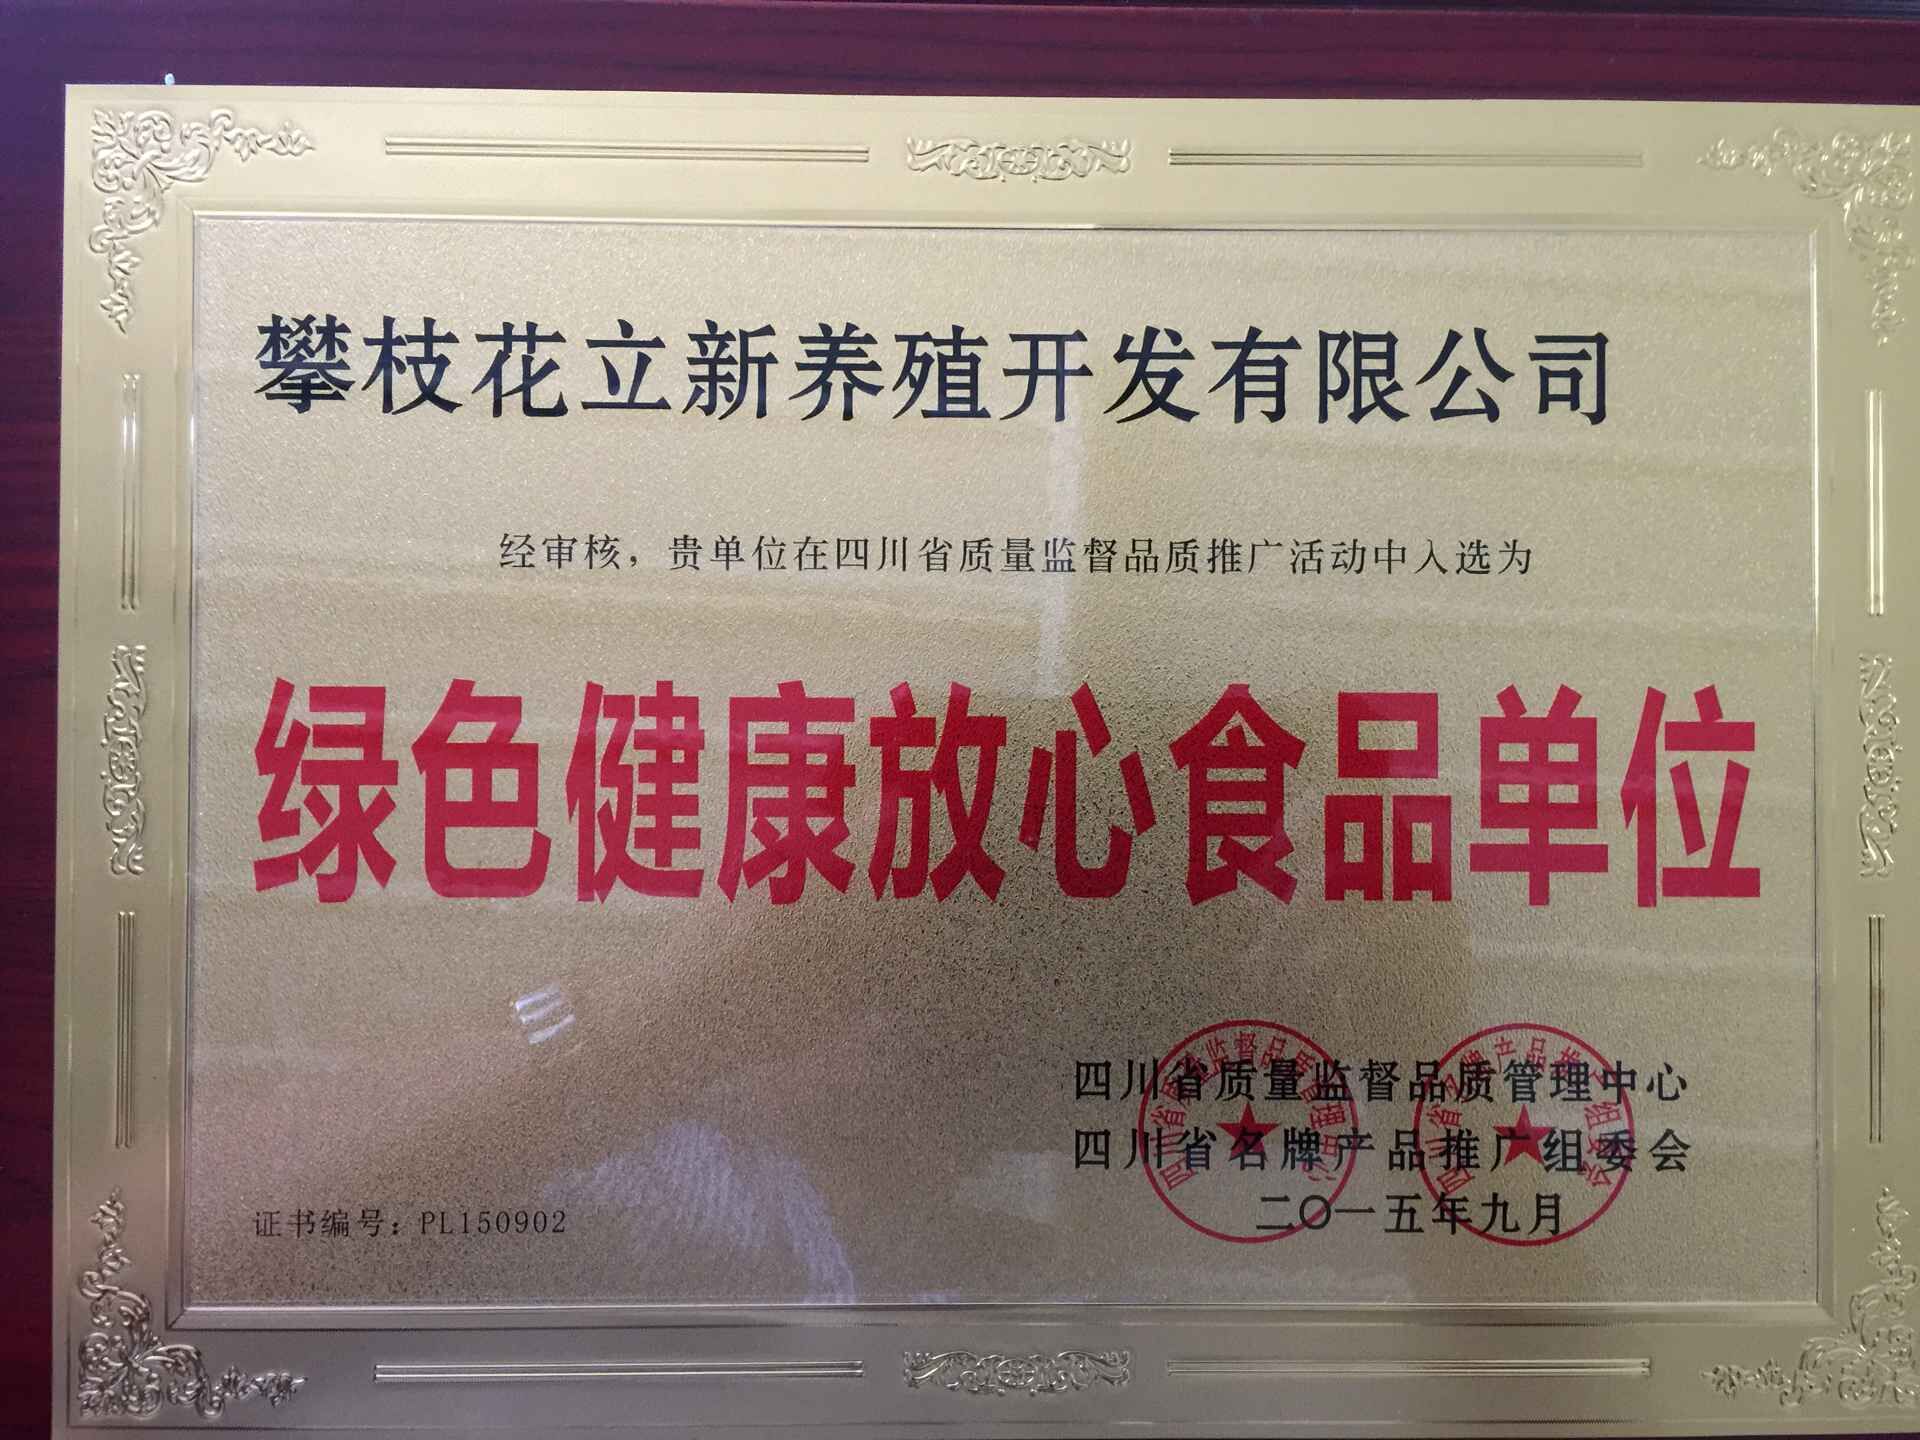 攀枝花立新养殖开发有限公司
经审核，贵单位在四川省质量监督品质推广活动中入选为
绿色健康放心食品单位
四川省质量监督品质管理中心
四川省名牌产品推广组委会
二〇一五年九月
证书编号：PL150902